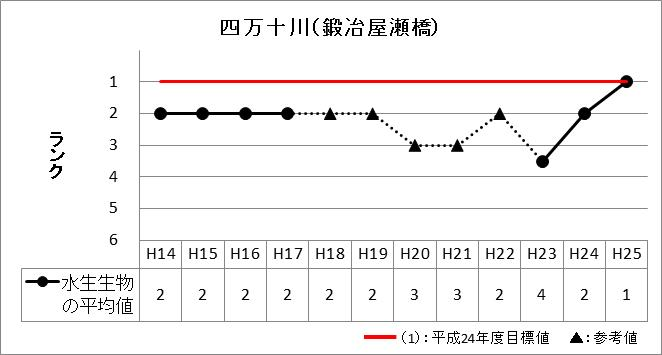 四万十川(鍛冶屋瀬橋)
ランク
1
2
3
4
5
6
H14 H15 H16 H17 H18 H19 H20 H21 H22 H23 H24 H25
水生生物の平均値 2 2 2 2 2 2 3 3 2 4 2 1
(1):平成24年度目標値 ▲:参考値